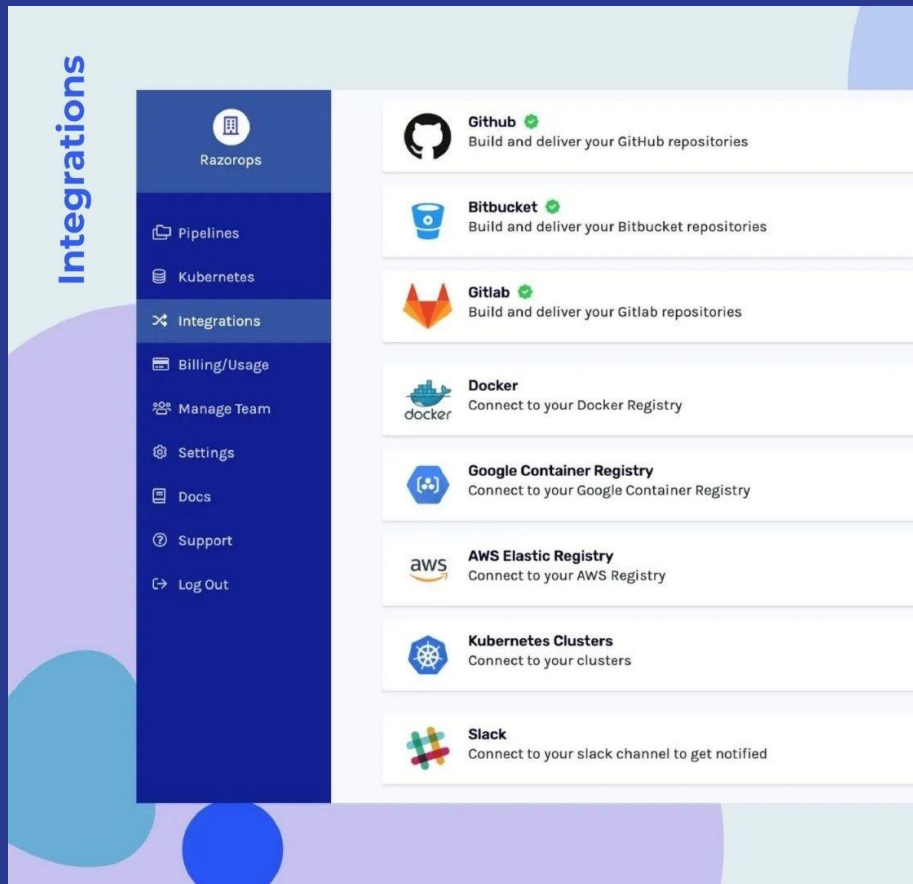 Integrations
Razorops
Pipelines
Kubernetes
Integrations
Billing/Usage
Manage Team
Settings
Docs
Support
Log Out
Github
Build and deliver your GitHub repositories
Bitbucket
Build and deliver your Bitbucket repositories
Gitlab
Build and deliver your Gitlab repositories
docker
Docker
Connect to your Docker Registry
Google Container Registry
Connect to your Google Container Registry
aws
AWS Elastic Registry
Connect to your AWS Registry
Kubernetes Clusters
Connect to your clusters
Slack
Connect to your slack channel to get notified